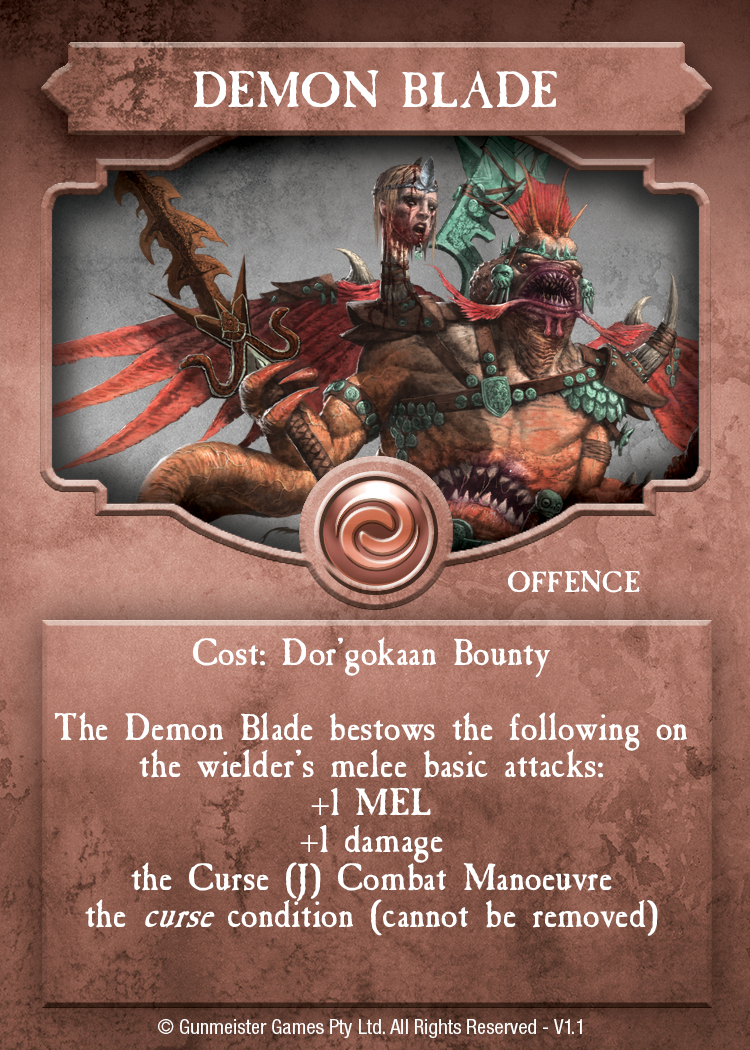 DEMON BLADE
OFFENCE
Cost: Dor'gokaan Bounty
The Demon Blade bestows the following on
the wielder's melee basic attacks:
+1 MEL
+1 damage
the Curse (J) Combat Manoeuvre
the curse condition (cannot be removed)
© Gunmeister Games Pty Ltd. All Rights Reserved - V1.1